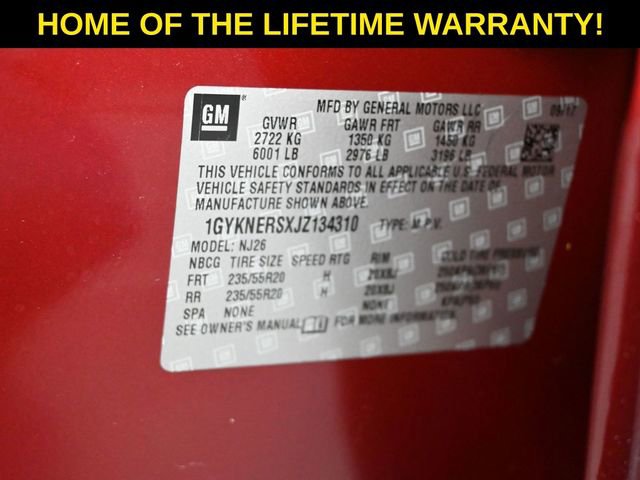 HOME OF THE LIFETIME WARRANTY!
GM
MFD BY GENERAL MOTORS LLC 09/17
GVWR GAWR FRT GAWR RR
2722 KG 1350 KG 1450 KG
6001 LB 2976 LB 3196 LB
THIS VEHICLE CONFORMS TO ALL APPLICABLE U.S. FEDERAL MOTOR
VEHICLE SAFETY STANDARDS IN EFFECT ON THE DATE OF
MANUFACTURE SHOWN ABOVE.
1GYKNERSXJZ134310 TYPE: M.P.V.
MODEL: NJ26
NBCG TIRE SIZE SPEED RTG RIM COLD TIRE PRESSURE
FRT 235/55R20 H 20X8J
RR 235/55R20 H 20X8J
SPA NONE NONE
SEE OWNER'S MANUAL FOR MORE INFORMATION.